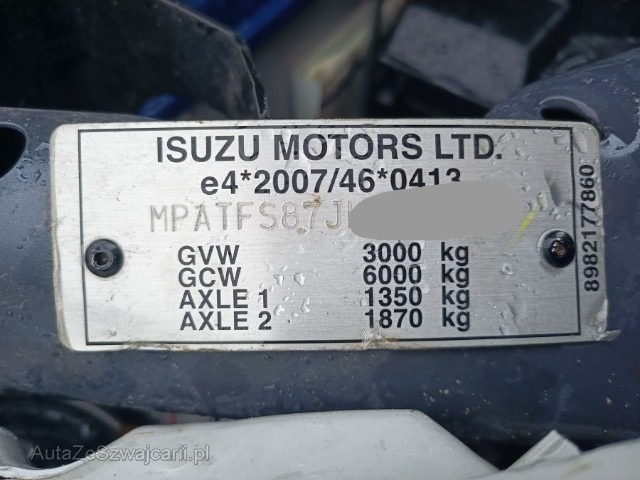 ISUZU MOTORS LTD.
e4*2007/46*0413
MPATFS87J
GVW 3000 kg
GCW 6000 kg
AXLE 1 1350 kg
AXLE 2 1870 kg
8982177860
AutaZeSzwajcarii.pl